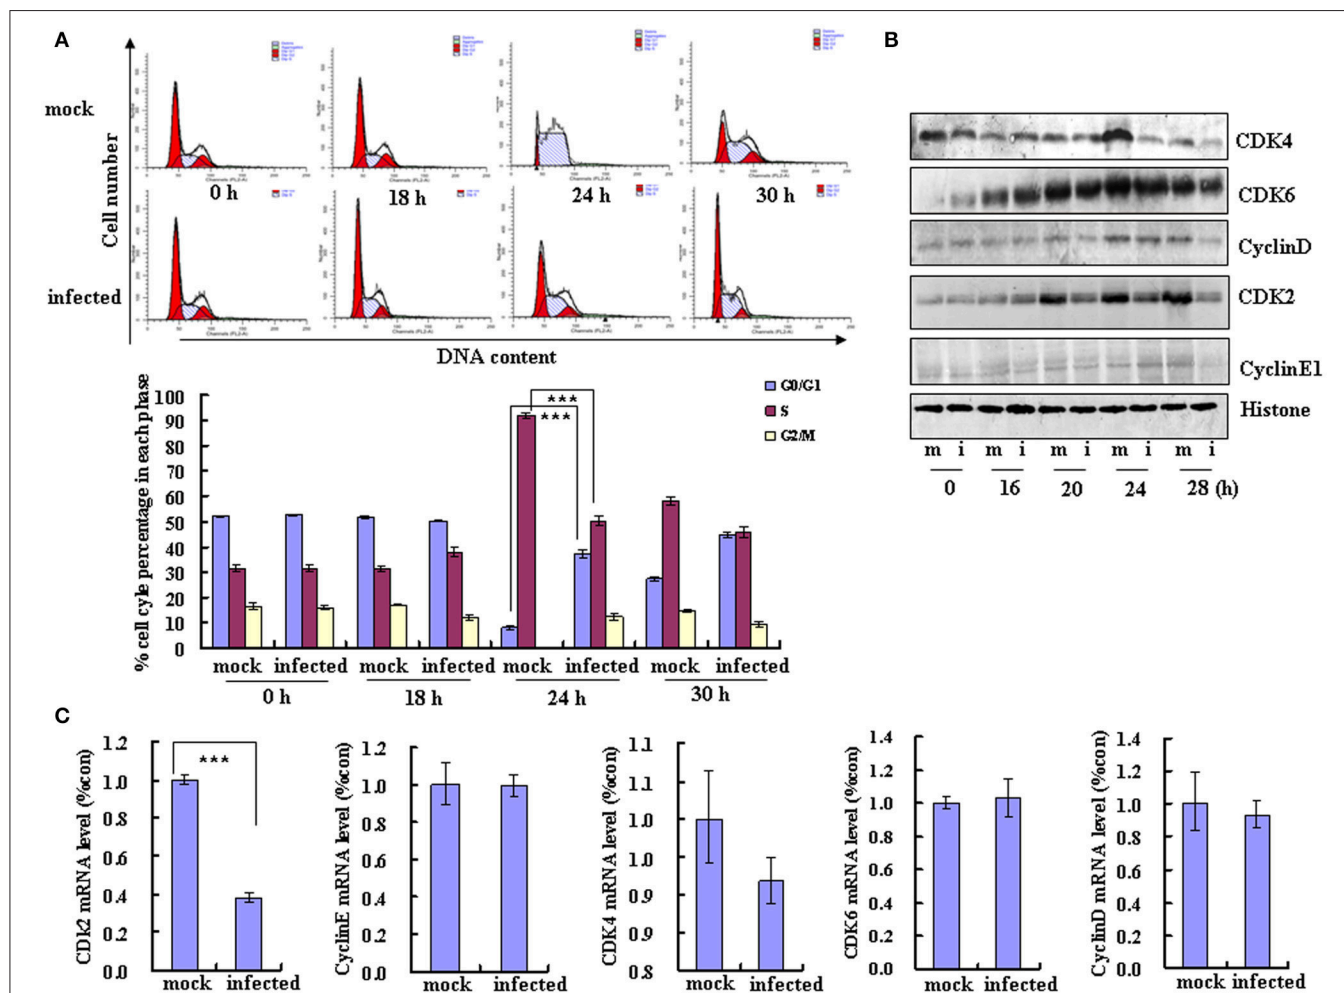 A
mock
0 h
18 h
24 h
30 h
Cell number
infected
DNA content
% cell cyle percentage in each phase
100
90
80
70
60
50
40
30
20
10
0
G0/G1
S
G2/M
***
***
mock infected mock infected mock infected mock infected
0 h 18 h 24 h 30 h
B
CDK4
CDK6
CyclinD
CDK2
CyclinE1
Histone
m i m i m i m i m i
0 16 20 24 28 (h)
C
CDk2 mRNA level (%con)
1.2
1.0
0.8
0.6
0.4
0.2
0.0
***
mock infected
CyclinE mRNA level (%con)
1.2
1.0
0.8
0.6
0.4
0.2
0.0
mock infected
CDK4 mRNA level (%con)
1.1
1.1
1.0
1.0
0.9
0.9
0.8
mock infected
CDK6 mRNA level (%con)
1.4
1.2
1.0
0.8
0.6
0.4
0.2
0.0
mock infected
CyclinD mRNA level (%con)
1.4
1.2
1.0
0.8
0.6
0.4
0.2
0.0
mock infected